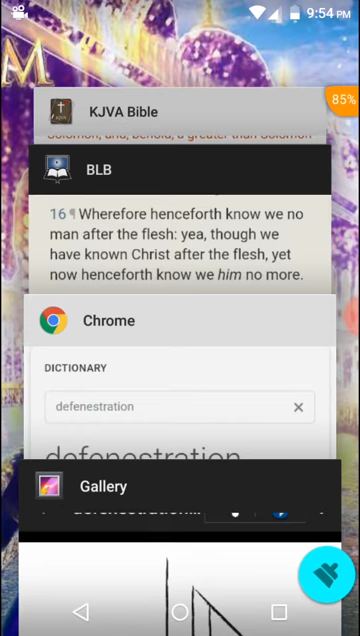 9:54 PM
M
85%
KJVA Bible
Solomon; and, behold, a greater than Solomon
BLB
16 ¶ Wherefore henceforth know we no
man after the flesh: yea, though we
have known Christ after the flesh, yet
now henceforth know we him no more.
Chrome
DICTIONARY
defenestration
defenestration
Gallery
defenestration...